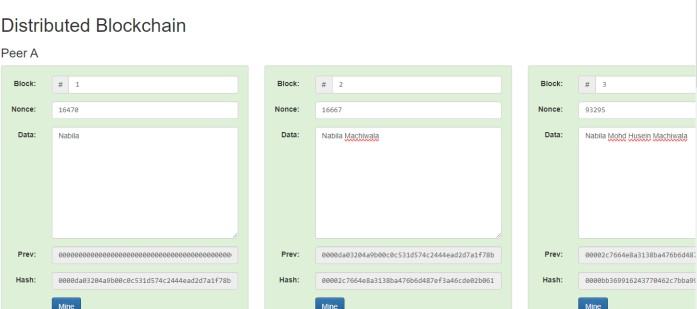 Distributed Blockchain
Peer A
Block: # 1 Block: # 2 Block: # 3
Nonce: 16470 Nonce: 16667 Nonce: 93295
Data: Nabila Data: Nabila Machiwala Data: Nabila Mohd Husein Machiwala
Prev: 00000000000000000000000000000000000000000000000000 Prev: 0000da03204a9b00c0c531d574c2444ead2d7a1f78b Prev: 00002c7664e8a3138ba476b6d487
Hash: 0000da03204a9b00c0c531d574c2444ead2d7a1f78b Hash: 00002c7664e8a3138ba476b6d487ef3a46cde02b061 Hash: 0000bb369916243770462c7bba99
Mine Mine Mine